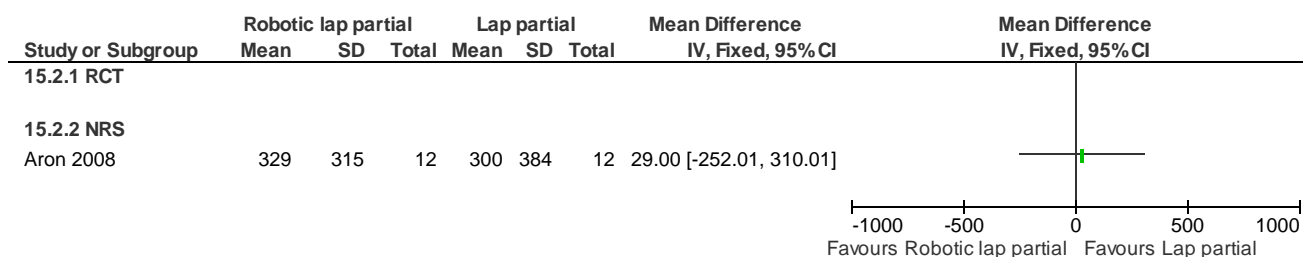 Robotic lap partial Lap partial Mean Difference Mean Difference
Study or Subgroup Mean SD Total Mean SD Total IV, Fixed, 95% CI IV, Fixed, 95% CI
15.2.1 RCT
15.2.2 NRS
Aron 2008 329 315 12 300 384 12 29.00 [-252.01, 310.01]
-1000 -500 0 500 1000
Favours Robotic lap partial Favours Lap partial